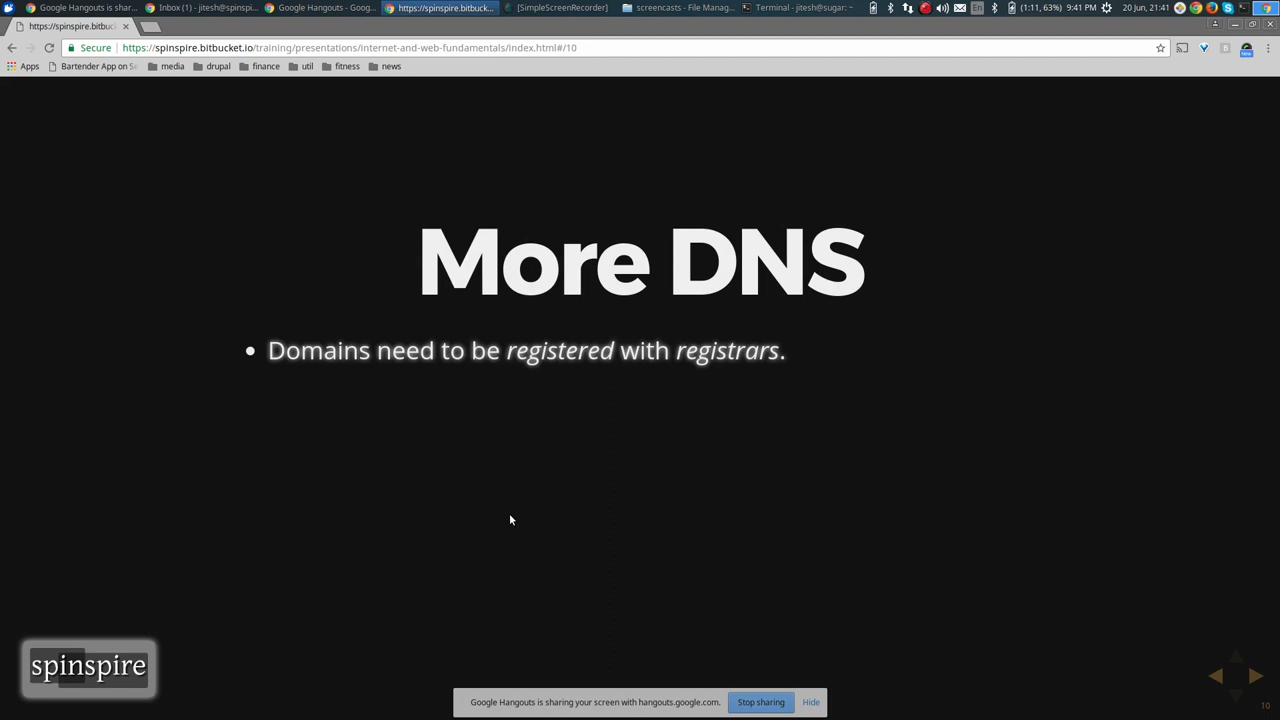 Google Hangouts is shar...
Inbox (1) - jitesh@spinspi...
Google Hangouts - Goog...
https://spinspire.bitbuck...
[SimpleScreenRecorder]
screencasts - File Manag...
Terminal - jitesh@sugar: ~
En
(1:11, 63%)
9:41 PM
20 Jun, 21:41
https://spinspire.bitbuc
Secure
https://spinspire.bitbucket.io/training/presentations/internet-and-web-fundamentals/index.html#/10
Apps
Bartender App on Se
media
drupal
finance
util
fitness
news
More DNS
Domains need to be registered with registrars.
spinspire
Google Hangouts is sharing your screen with hangouts.google.com.
Stop sharing
Hide
10